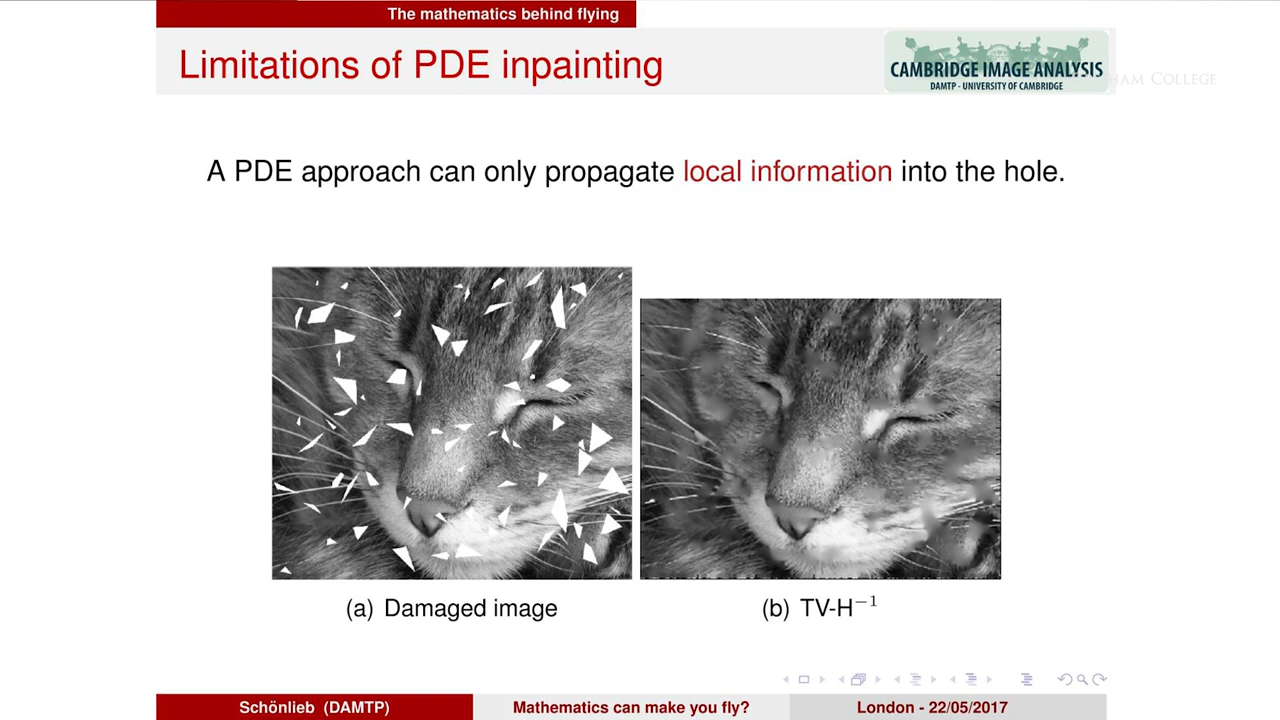 The mathematics behind flying
Limitations of PDE inpainting
CAMBRIDGE IMAGE ANALYSIS
DAMTP - UNIVERSITY OF CAMBRIDGE
COLLEGE
A PDE approach can only propagate local information into the hole.
(a) Damaged image
(b) TV-H⁻¹
Schönlieb (DAMTP)
Mathematics can make you fly?
London - 22/05/2017